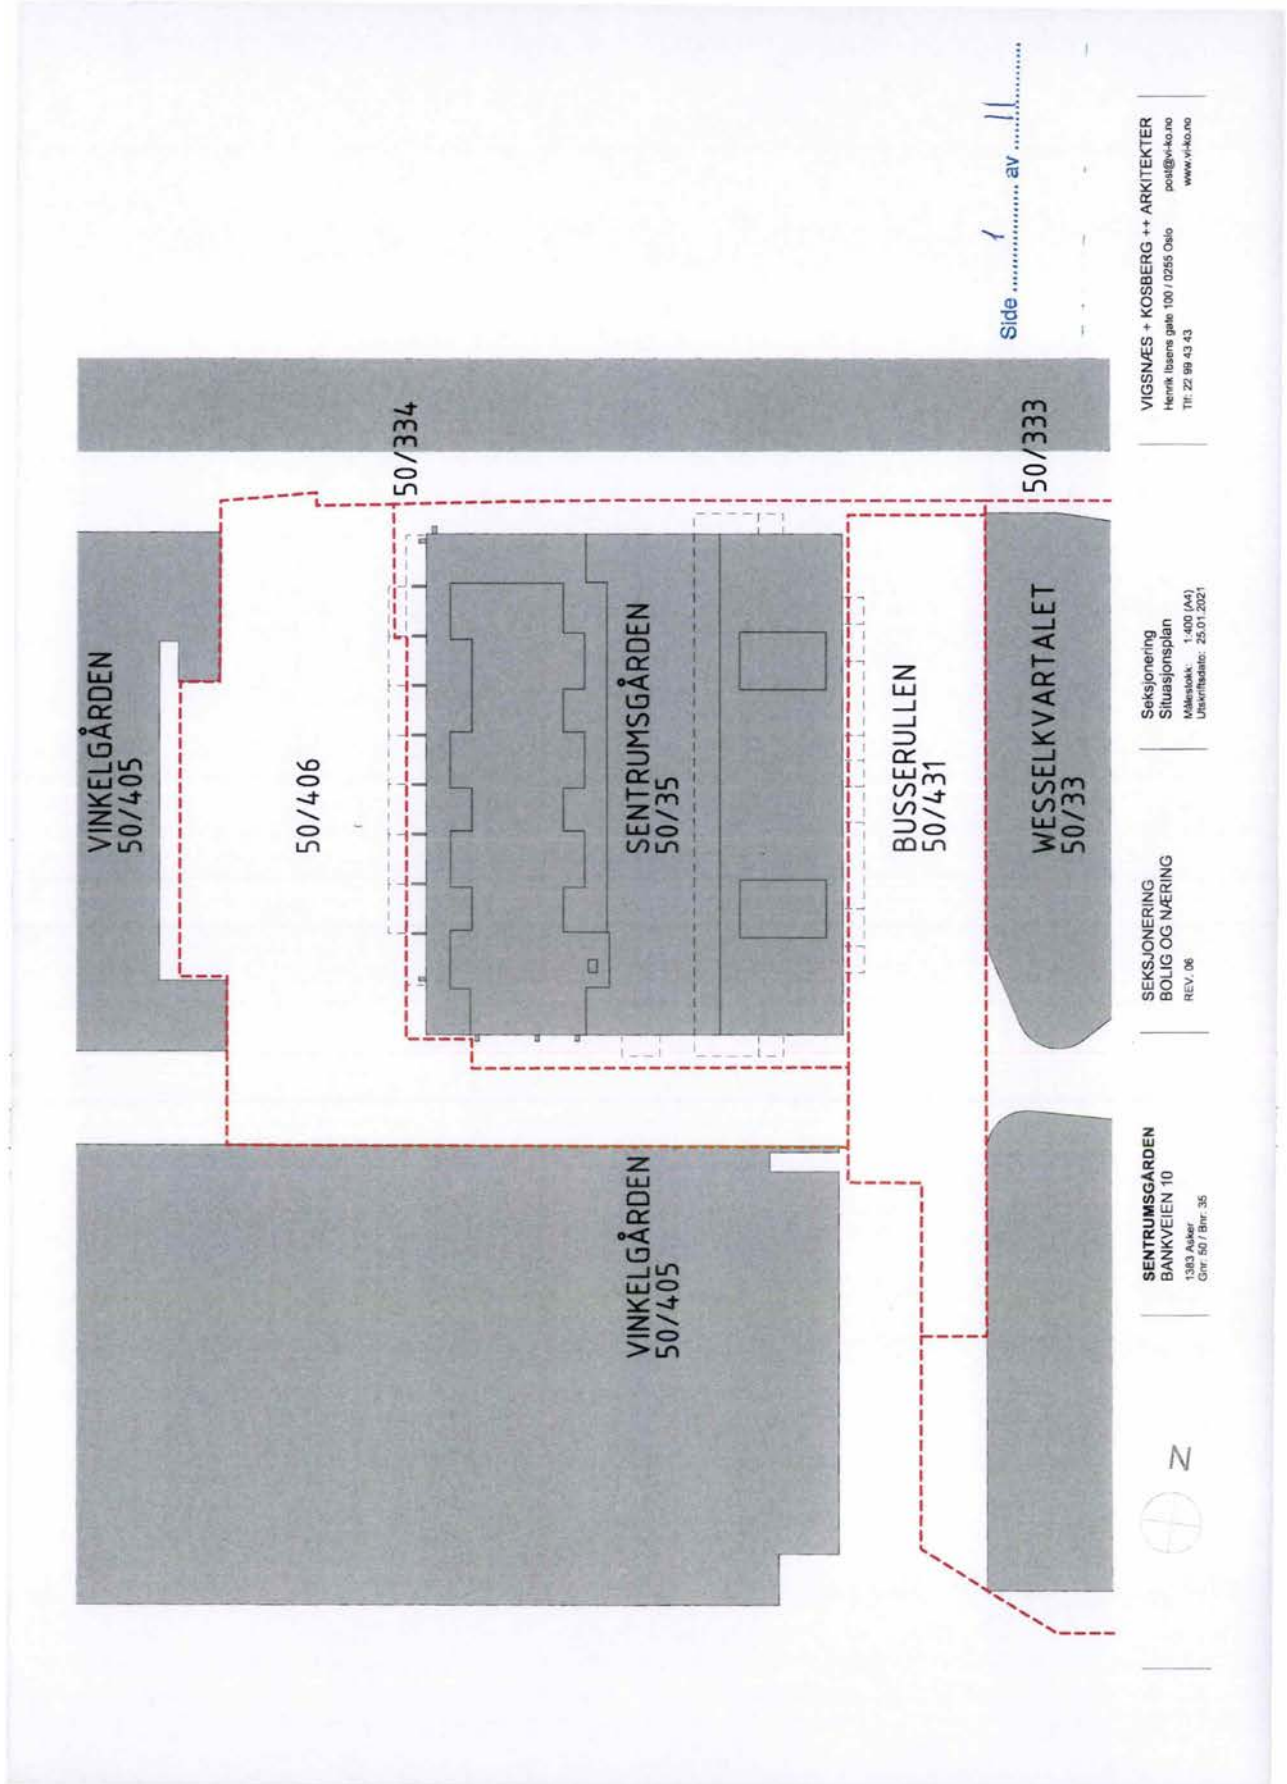 VINKELGÅRDEN
50/405
50/406
50/334
SENTRUMSGÅRDEN
50/35
VINKELGÅRDEN
50/405
BUSSERULLEN
50/431
WESSELKVARTALET
50/33
50/333
Side 1 av 11
N
SENTRUMSGÅRDEN
BANKVEIEN 10
1383 Asker
Gnr: 50 / Bnr: 35
SEKSJONERING
BOLIG OG NÆRING
REV. 06
Seksjonering
Situasjonsplan
Målestokk: 1:400 (A4)
Utskriftsdato: 25.01.2021
VIGSNÆS + KOSBERG ++ ARKITEKTER
Henrik Ibsens gate 100 / 0255 Oslo post@vi-ko.no
Tlf: 22 99 43 43 www.vi-ko.no